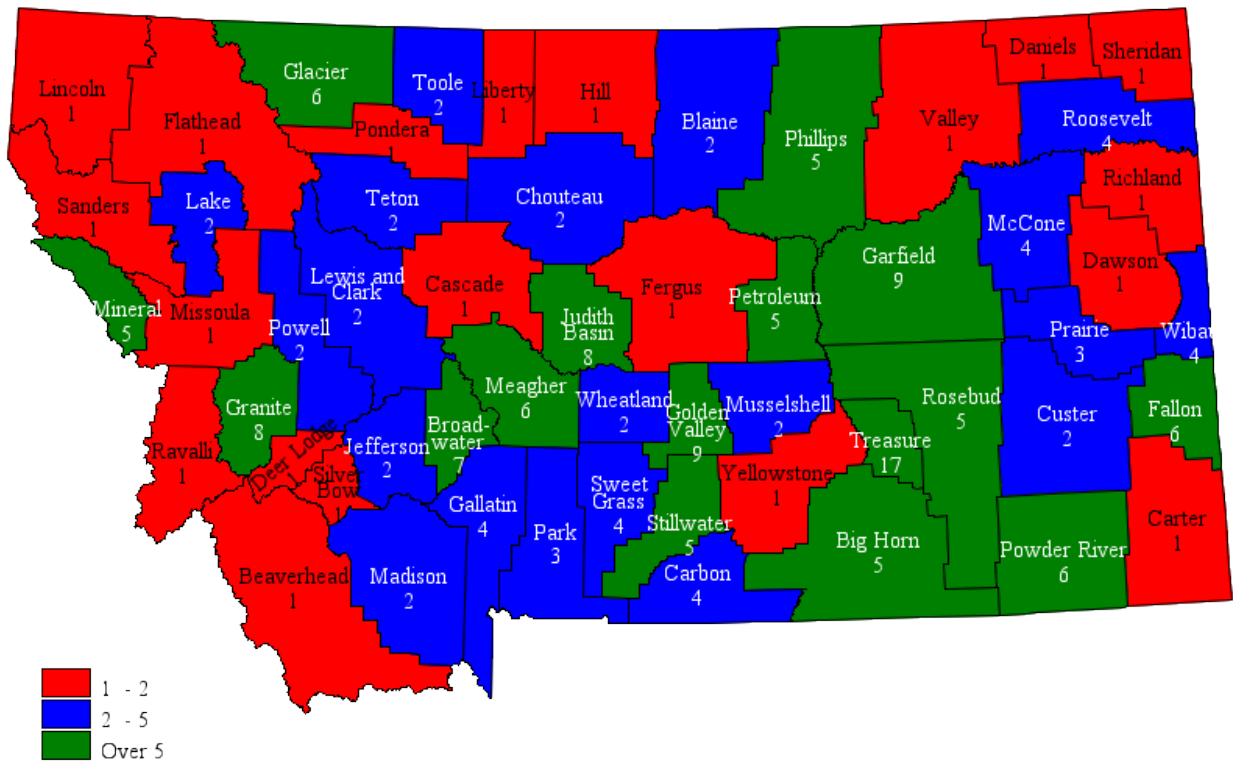 Lincoln
1
Flathead
1
Glacier
6
Toole
2
Liberty
1
Hill
1
Blaine
2
Phillips
5
Valley
1
Daniels
1
Sheridan
1
Roosevelt
4
Pondera
1
Richland
1
Sanders
1
Lake
2
Teton
2
Chouteau
2
McCone
4
Garfield
9
Dawson
1
Mineral
5
Missoula
1
Powell
2
Lewis and
Clark
2
Cascade
1
Judith
Basin
8
Fergus
1
Petroleum
5
Prairie
3
Wibau
4
Granite
8
Meagher
6
Wheatland
2
Golden
Valley
9
Musselshell
2
Rosebud
5
Custer
2
Fallon
6
Ravalli
1
Deer Lodge
1
Silver
Bow
Jefferson
2
Broad-
water
7
Treasure
17
Yellowstone
1
Gallatin
4
Park
3
Sweet
Grass
4
Stillwater
5
Big Horn
5
Powder River
6
Carter
1
Beaverhead
1
Madison
2
Carbon
4
1 - 2
2 - 5
Over 5